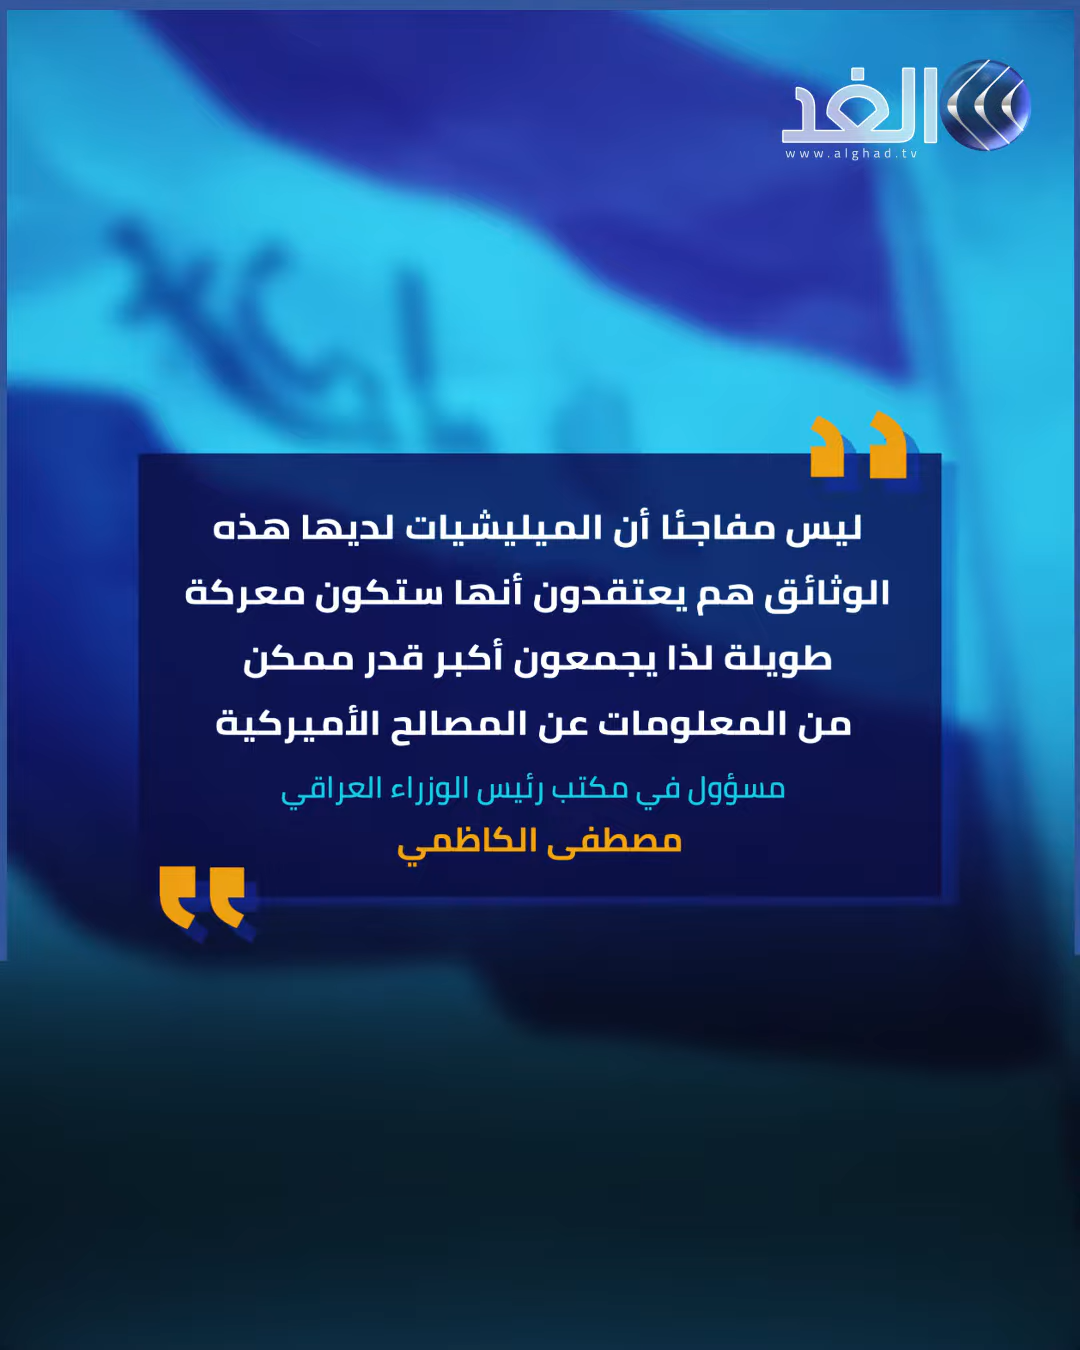 الغد
www.alghad.tv
ليس مفاجئا أن الميليشيات لديها هذه
الوثائق هم يعتقدون أنها ستكون معركة
طويلة لذا يجمعون أكبر قدر ممكن
من المعلومات عن المصالح الأميركية
مسؤول في مكتب رئيس الوزراء العراقي
مصطفى الكاظمي